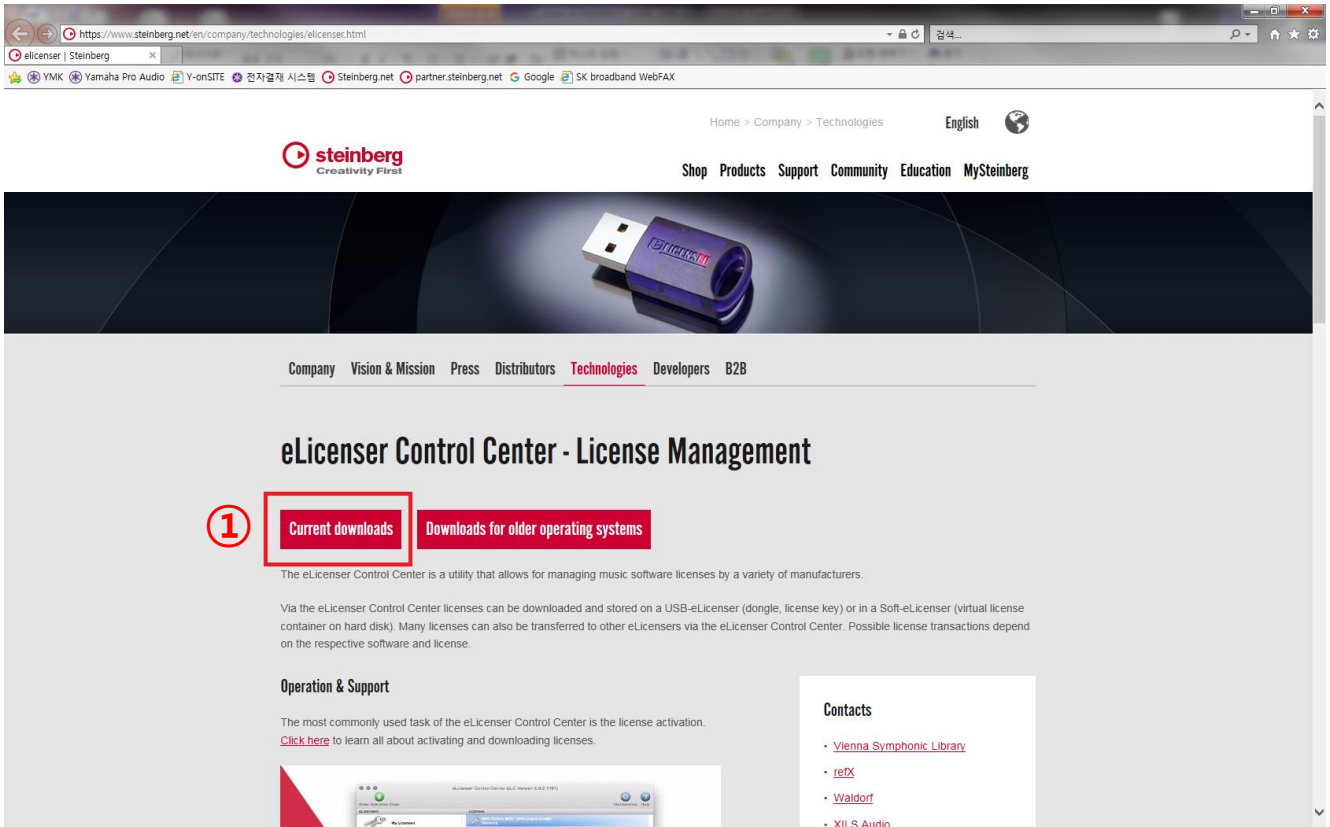 https://www.steinberg.net/en/company/technologies/elicenser.html
검색...
elicenser | Steinberg
YMK Yamaha Pro Audio Y-onSITE 전자결재 시스템 Steinberg.net partner.steinberg.net Google SK broadband WebFAX
Home > Company > Technologies English
steinberg
Creativity First
Shop Products Support Community Education MySteinberg
eLICENSER
Company Vision & Mission Press Distributors Technologies Developers B2B
eLicenser Control Center - License Management
①
Current downloads Downloads for older operating systems
The eLicenser Control Center is a utility that allows for managing music software licenses by a variety of manufacturers.
Via the eLicenser Control Center licenses can be downloaded and stored on a USB-eLicenser (dongle, license key) or in a Soft-eLicenser (virtual license
container on hard disk). Many licenses can also be transferred to other eLicensers via the eLicenser Control Center. Possible license transactions depend
on the respective software and license.
Operation & Support
The most commonly used task of the eLicenser Control Center is the license activation.
Click here to learn all about activating and downloading licenses.
My Licenses
Contacts
Vienna Symphonic Library
refX
Waldorf
XILS Audio